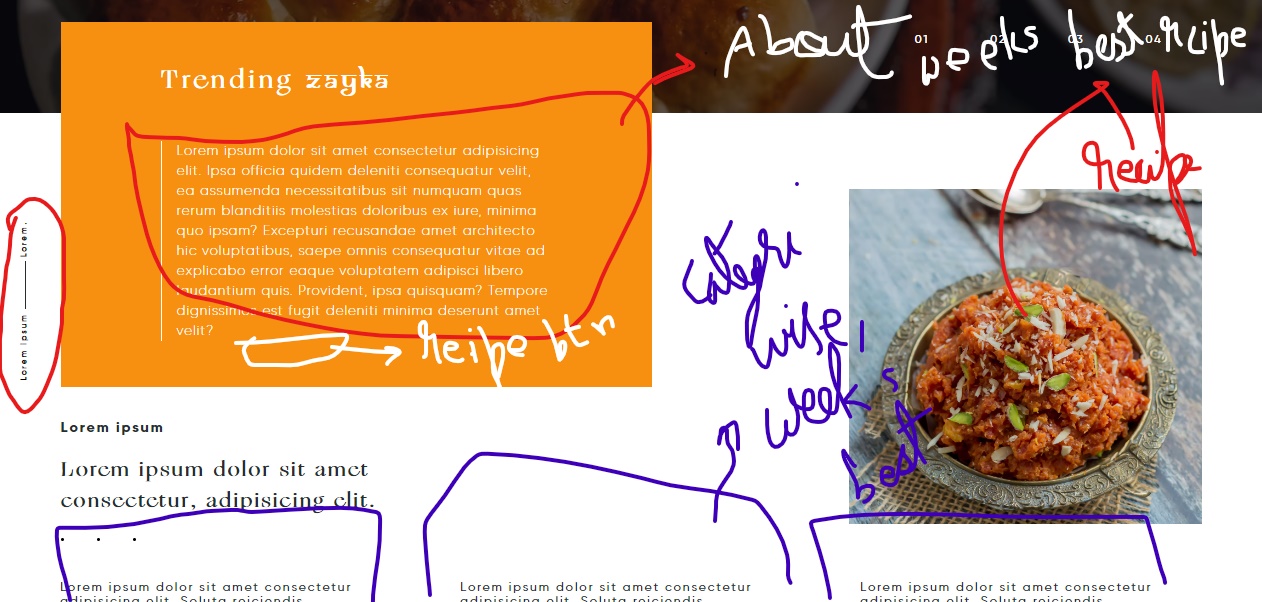 About weeks best recipe
01 02 03 04
Trending zayka
Lorem ipsum dolor sit amet consectetur adipisicing
elit. Ipsa officia quidem deleniti consequatur velit,
ea assumenda necessitatibus sit numquam quas
rerum blanditiis molestias doloribus ex iure, minima
quo ipsam? Excepturi recusandae amet architecto
hic voluptatibus, saepe omnis consequatur vitae ad
explicabo error eaque voluptatem adipisci libero
laudantium quis. Provident, ipsa quisquam? Tempore
dignissimos est fugit deleniti minima deserunt amet
velit?
reipe btn
Lorem.
Lorem ipsum
recipe
wise
weeks
best
Lorem ipsum
Lorem ipsum dolor sit amet
consectetur, adipisicing elit.
. . .
Lorem ipsum dolor sit amet consectetur
adipisicing elit. Soluta reiciendis
Lorem ipsum dolor sit amet consectetur
adipisicing elit. Soluta reiciendis
Lorem ipsum dolor sit amet consectetur
adipisicing elit. Soluta reiciendis